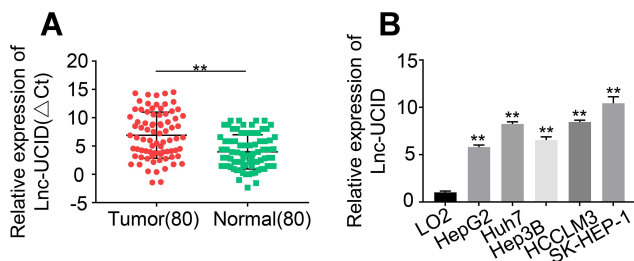 A
Relative expression of
Lnc-UCID(△Ct)
20
15
10
5
0
-5
**
Tumor(80) Normal(80)
B
Relative expression of
Lnc-UCID
15
10
5
0
** ** ** ** **
LO2 HepG2 Huh7 Hep3B HCCLM3 SK-HEP-1